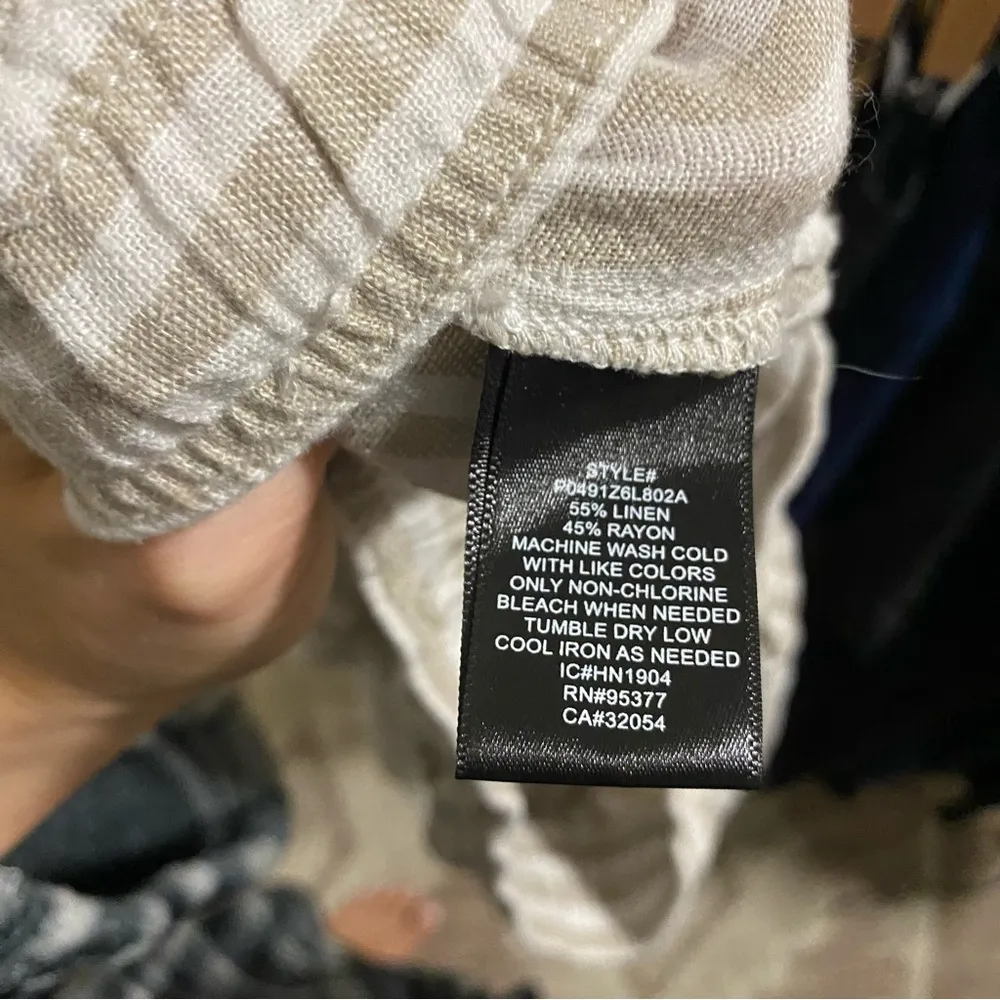 STYLE#
P0491Z6L802A
55% LINEN
45% RAYON
MACHINE WASH COLD
WITH LIKE COLORS
ONLY NON-CHLORINE
BLEACH WHEN NEEDED
TUMBLE DRY LOW
COOL IRON AS NEEDED
IC#HN1904
RN#95377
CA#32054